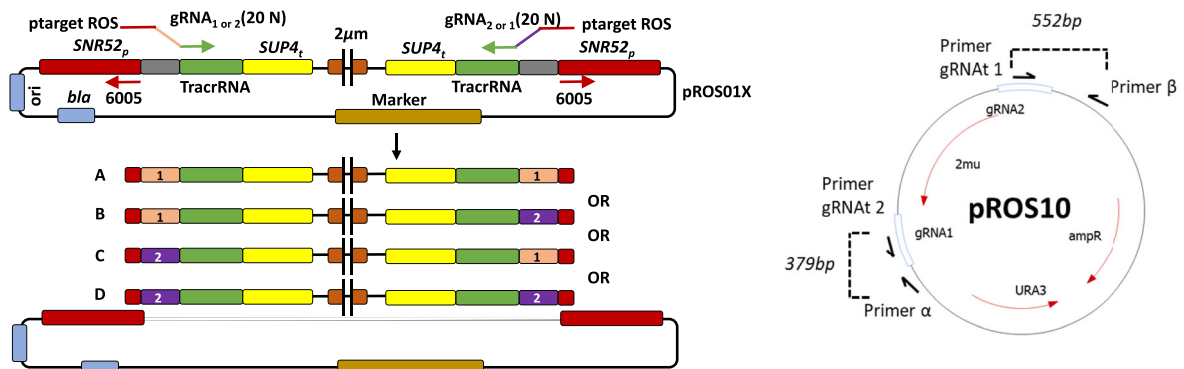 ptarget ROS
gRNA1 or 2(20 N)
SNR52p
SUP4t
2μm
gRNA2 or 1(20 N)
ptarget ROS
SUP4t
SNR52p
ori
bla
6005
TracrRNA
Marker
TracrRNA
6005
pROS01X
A
1
1
OR
B
1
2
OR
C
2
1
OR
D
2
2
552bp
Primer
gRNAt 1
Primer β
gRNA2
2mu
Primer
gRNAt 2
pROS10
gRNA1
ampR
379bp
URA3
Primer α